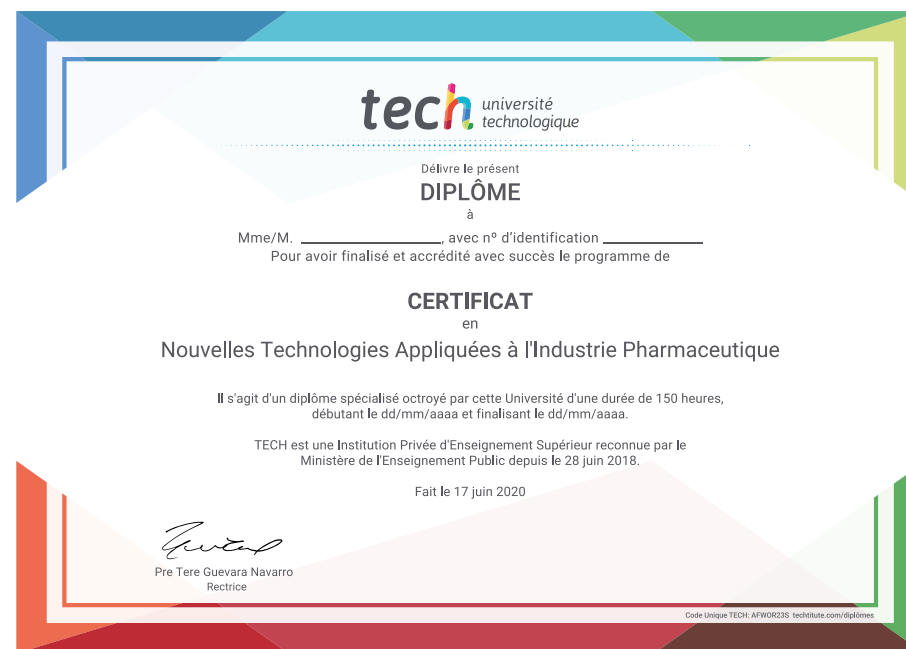 tech université
technologique
Délivre le présent
DIPLÔME
à
Mme/M. ____________________, avec nº d'identification ______________
Pour avoir finalisé et accrédité avec succès le programme de
CERTIFICAT
en
Nouvelles Technologies Appliquées à l'Industrie Pharmaceutique
Il s'agit d'un diplôme spécialisé octroyé par cette Université d'une durée de 150 heures,
débutant le dd/mm/aaaa et finalisant le dd/mm/aaaa.
TECH est une Institution Privée d'Enseignement Supérieur reconnue par le
Ministère de l'Enseignement Public depuis le 28 juin 2018.
Fait le 17 juin 2020
Pre Tere Guevara Navarro
Rectrice
Code Unique TECH: AFWOR23S techtitute.com/diplômes